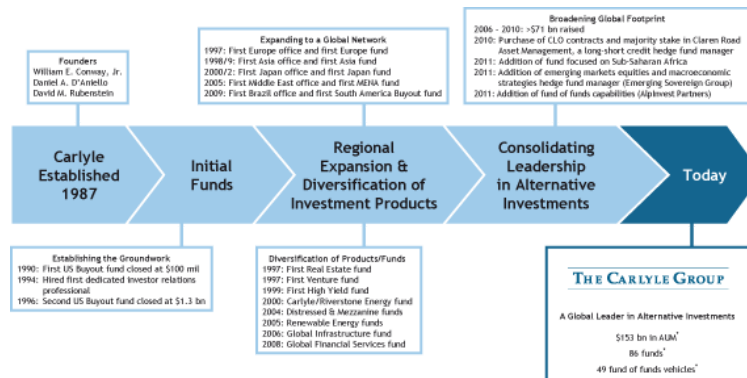 Founders
William E. Conway, Jr.
Daniel A. D'Aniello
David M. Rubenstein
Expanding to a Global Network
1997: First Europe office and first Europe fund
1998/9: First Asia office and first Asia fund
2000/2: First Japan office and first Japan fund
2005: First Middle East office and first MENA fund
2009: First Brazil office and first South America Buyout fund
Broadening Global Footprint
2006 - 2010: >$71 bn raised
2010: Purchase of CLO contracts and majority stake in Claren Road
Asset Management, a long-short credit hedge fund manager
2011: Addition of fund focused on Sub-Saharan Africa
2011: Addition of emerging markets equities and macroeconomic
strategies hedge fund manager (Emerging Sovereign Group)
2011: Addition of fund of funds capabilities (AlpInvest Partners)
Carlyle
Established
1987
Initial
Funds
Regional
Expansion &
Diversification of
Investment Products
Consolidating
Leadership
in Alternative
Investments
Today
Establishing the Groundwork
1990: First US Buyout fund closed at $100 mil
1994: Hired first dedicated investor relations
professional
1996: Second US Buyout fund closed at $1.3 bn
Diversification of Products/Funds
1997: First Real Estate fund
1997: First Venture fund
1999: First High Yield fund
2000: Carlyle/Riverstone Energy fund
2004: Distressed & Mezzanine funds
2005: Renewable Energy funds
2006: Global Infrastructure fund
2008: Global Financial Services fund
THE CARLYLE GROUP
A Global Leader in Alternative Investments
$153 bn in AUM*
86 funds*
49 fund of funds vehicles*